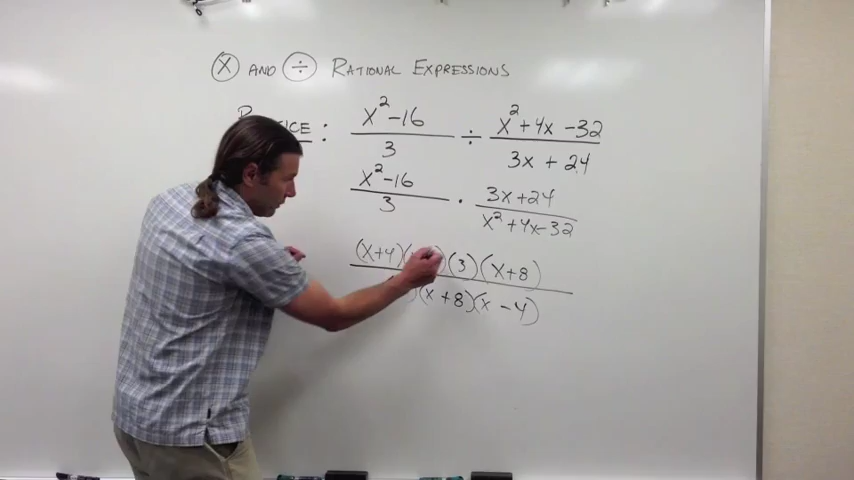 (X) AND (÷) RATIONAL EXPRESSIONS
: x²-16 / 3 ÷ x²+4x-32 / 3x+24
x²-16 / 3 · 3x+24 / x²+4x-32
(x+4)( )(3)(x+8) / (x+8)(x-4)